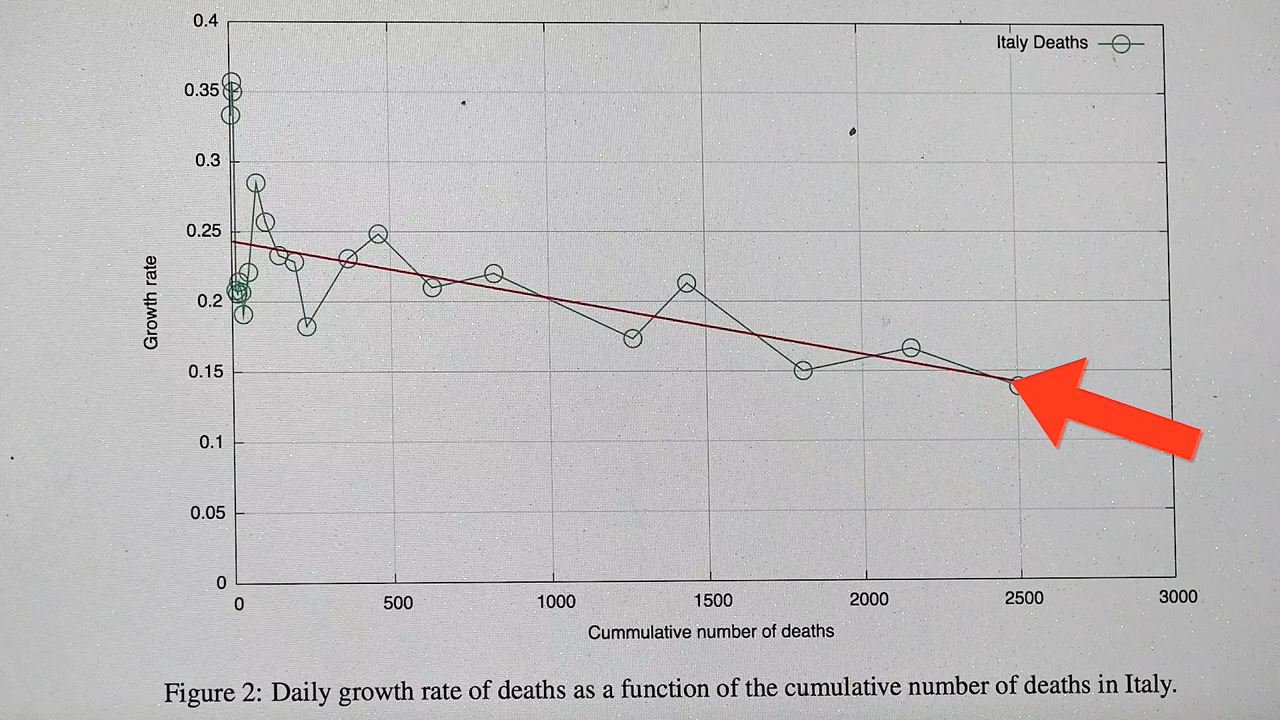 0.4
Italy Deaths
0.35
0.3
0.25
0.2
0.15
0.1
0.05
0
Growth rate
0 500 1000 1500 2000 2500 3000
Cummulative number of deaths
Figure 2: Daily growth rate of deaths as a function of the cumulative number of deaths in Italy.